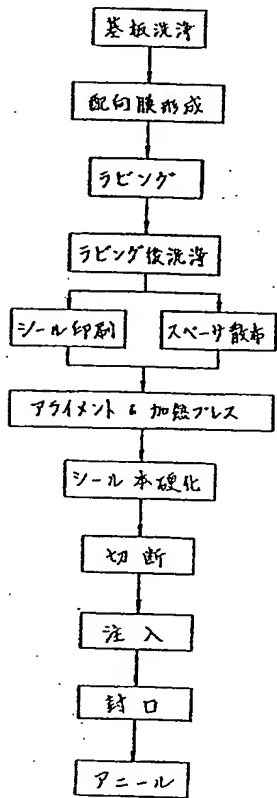 基板洗浄
配向膜形成
ラビング
ラビング後洗浄
シール印刷
スペーサ散布
アライメント & 加熱プレス
シール本硬化
切断
注入
封口
アニール